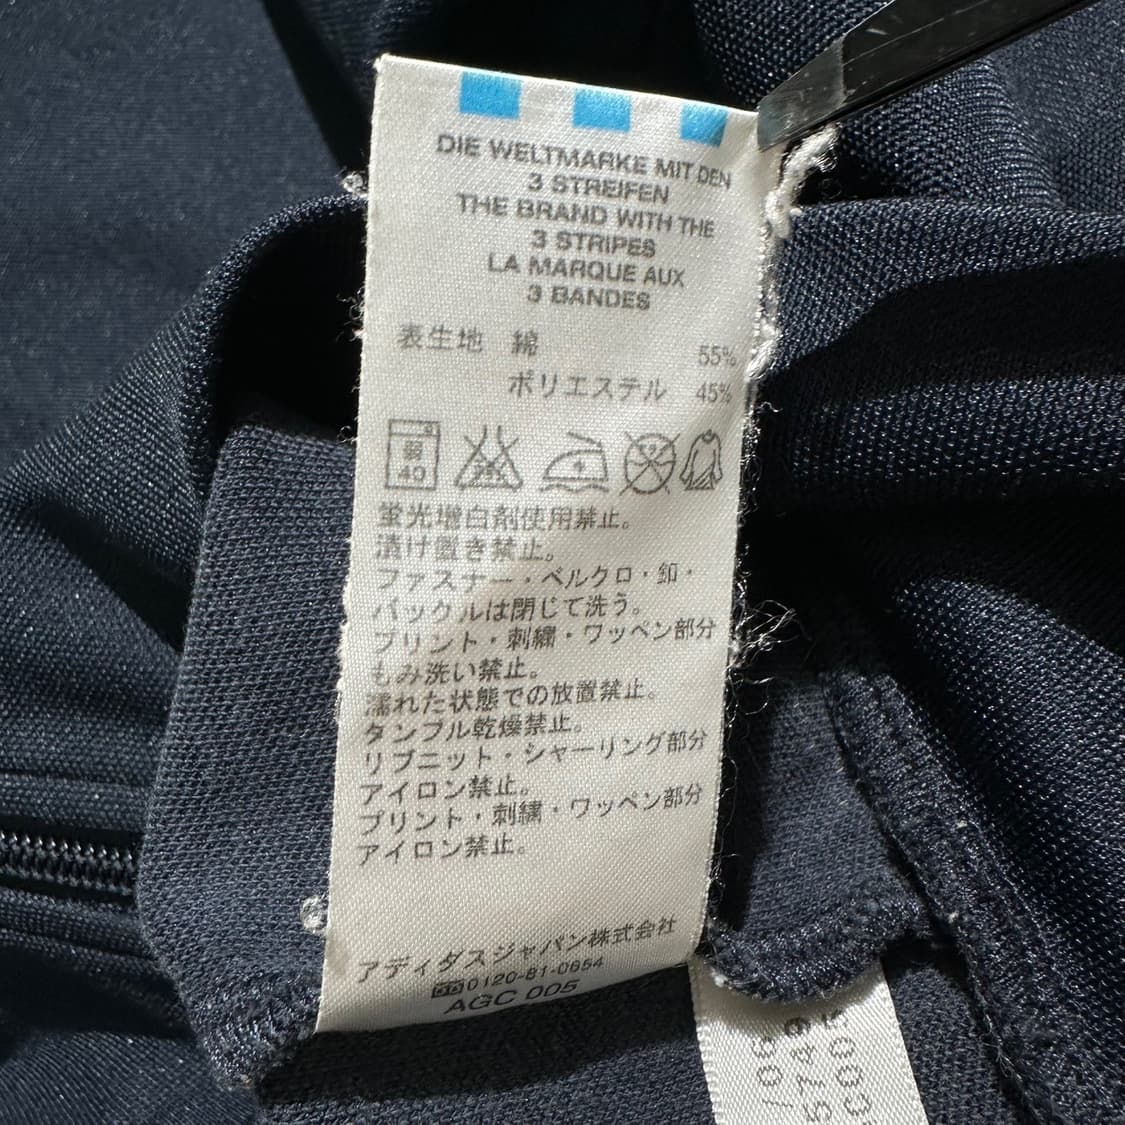 DIE WELTMARKE MIT DEN
3 STREIFEN
THE BRAND WITH THE
3 STRIPES
LA MARQUE AUX
3 BANDES
表生地 綿 55%
ポリエステル 45%
弱
40
蛍光増白剤使用禁止。
漬け置き禁止。
ファスナー・ベルクロ・釦・
バックルは閉じて洗う。
プリント・刺繍・ワッペン部分
もみ洗い禁止。
濡れた状態での放置禁止。
タンブル乾燥禁止。
リブニット・シャーリング部分
アイロン禁止。
プリント・刺繍・ワッペン部分
アイロン禁止。
アディダスジャパン株式会社
0120-81-0654
AGC 005
5749